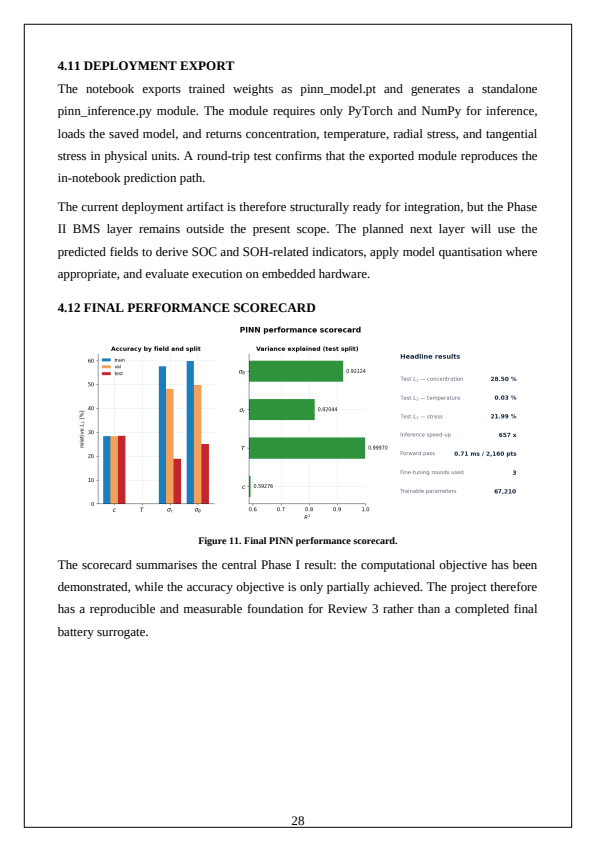 4.11 DEPLOYMENT EXPORT
The notebook exports trained weights as pinn_model.pt and generates a standalone
pinn_inference.py module. The module requires only PyTorch and NumPy for inference,
loads the saved model, and returns concentration, temperature, radial stress, and tangential
stress in physical units. A round-trip test confirms that the exported module reproduces the
in-notebook prediction path.
The current deployment artifact is therefore structurally ready for integration, but the Phase
II BMS layer remains outside the present scope. The planned next layer will use the
predicted fields to derive SOC and SOH-related indicators, apply model quantisation where
appropriate, and evaluate execution on embedded hardware.
4.12 FINAL PERFORMANCE SCORECARD
PINN performance scorecard
Accuracy by field and split
relative L₂ [%]
60
50
40
30
20
10
0
train
val
test
c T σᵣ σ_θ
Variance explained (test split)
σ_θ 0.92124
σᵣ 0.82044
T 0.99970
c 0.59276
0.6 0.7 0.8 0.9 1.0
R²
Headline results
Test L₂ — concentration 28.50 %
Test L₂ — temperature 0.03 %
Test L₂ — stress 21.99 %
Inference speed-up 657 x
Forward pass 0.71 ms / 2,160 pts
Fine-tuning rounds used 3
Trainable parameters 67,210
Figure 11. Final PINN performance scorecard.
The scorecard summarises the central Phase I result: the computational objective has been
demonstrated, while the accuracy objective is only partially achieved. The project therefore
has a reproducible and measurable foundation for Review 3 rather than a completed final
battery surrogate.
28